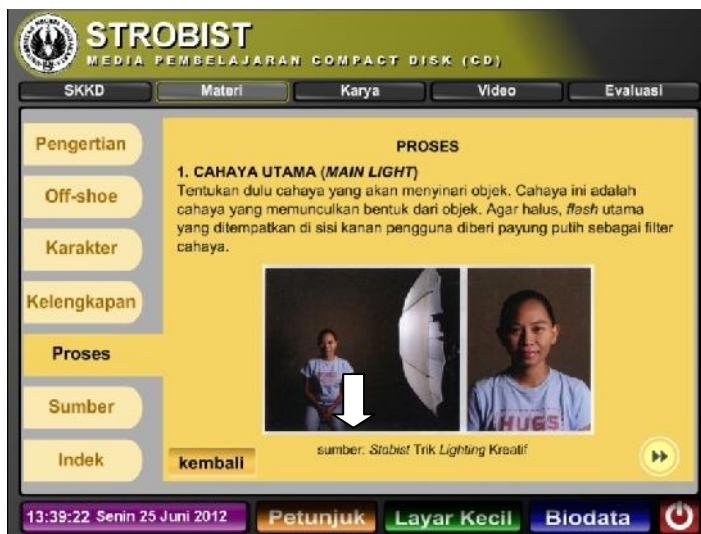 STROBIST
MEDIA PEMBELAJARAN COMPACT DISK (CD)
SKKD Materi Karya Video Evaluasi
Pengertian
Off-shoe
Karakter
Kelengkapan
Proses
Sumber
Indek
PROSES
1. CAHAYA UTAMA (MAIN LIGHT)
Tentukan dulu cahaya yang akan menyinari objek. Cahaya ini adalah
cahaya yang memunculkan bentuk dari objek. Agar halus, flash utama
yang ditempatkan di sisi kanan pengguna diberi payung putih sebagai filter
cahaya.
HUGS
sumber: Stobist Trik Lighting Kreatif
kembali
13:39:22 Senin 25 Juni 2012 Petunjuk Layar Kecil Biodata